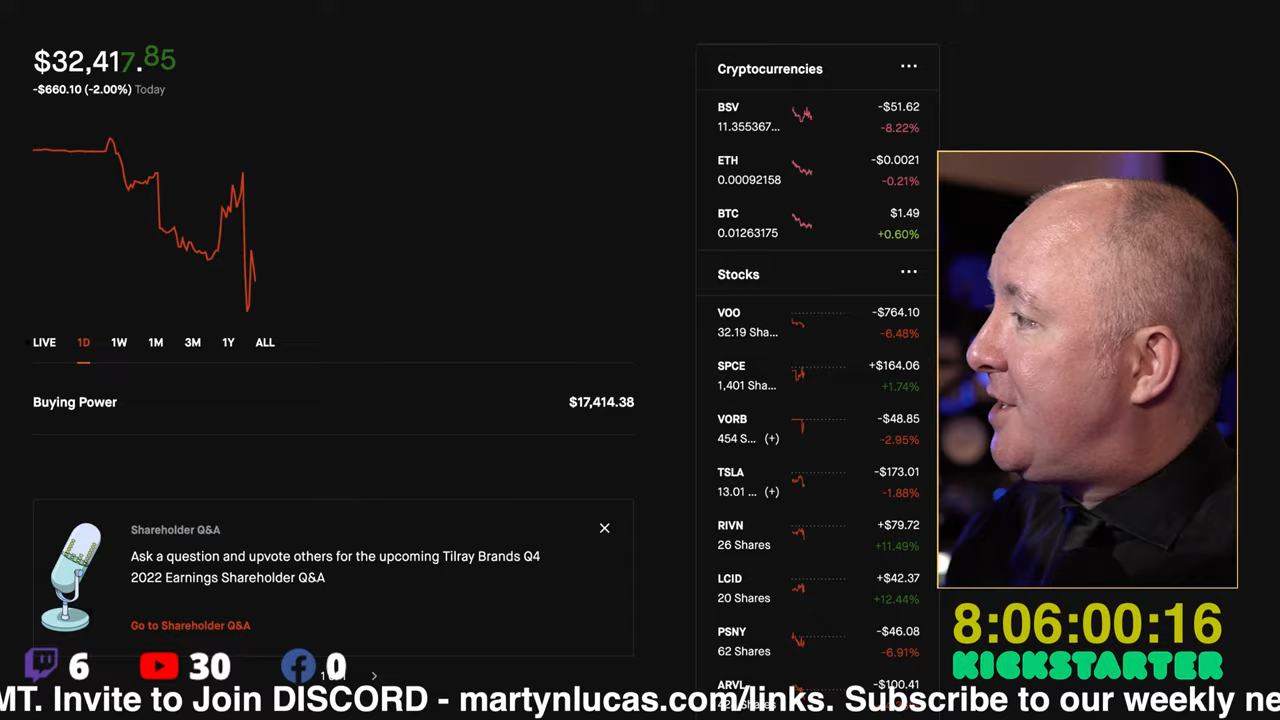 $32,417.85
-$660.10 (-2.00%) Today
LIVE 1D 1W 1M 3M 1Y ALL
Buying Power $17,414.38
Shareholder Q&A
Ask a question and upvote others for the upcoming Tilray Brands Q4
2022 Earnings Shareholder Q&A
Go to Shareholder Q&A
Cryptocurrencies
BSV -$51.62
11.355367... -8.22%
ETH -$0.0021
0.00092158 -0.21%
BTC $1.49
0.01263175 +0.60%
Stocks
VOO -$764.10
32.19 Sha... -6.48%
SPCE +$164.06
1,401 Sha... +1.74%
VORB -$48.85
454 S... (+) -2.95%
TSLA -$173.01
13.01 ... (+) -1.88%
RIVN +$79.72
26 Shares +11.49%
LCID +$42.37
20 Shares +12.44%
PSNY -$46.08
62 Shares -6.91%
ARVL -$100.41
8:06:00:16
KICKSTARTER
6 30 0
MT. Invite to Join DISCORD - martynlucas.com/links. Subscribe to our weekly ne